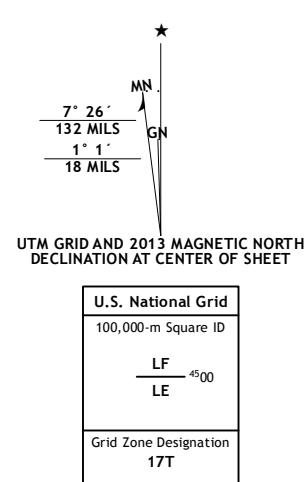 ★
MN
7° 26´
132 MILS
GN
1° 1´
18 MILS
UTM GRID AND 2013 MAGNETIC NORTH
DECLINATION AT CENTER OF SHEET
U.S. National Grid
100,000-m Square ID
LF
4500
LE
Grid Zone Designation
17T